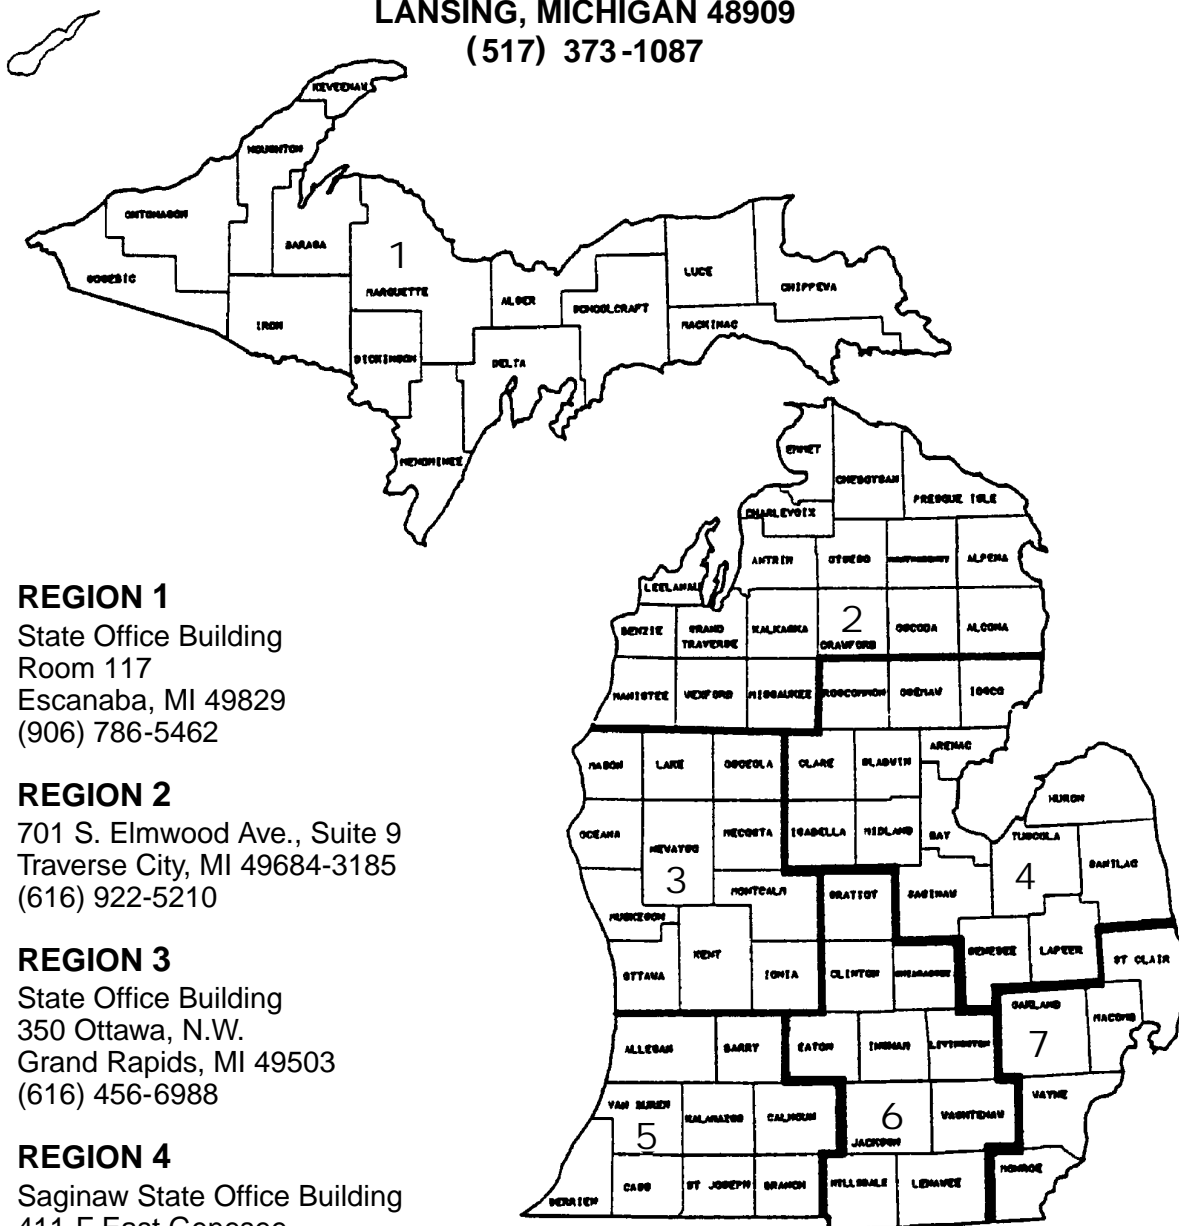 LANSING, MICHIGAN 48909
(517) 373-1087
KEWEENAW
HOUGHTON
ONTONAGON
BARAGA
1
GOGEBIC
MARQUETTE
LUCE
CHIPPEWA
ALGER
SCHOOLCRAFT
IRON
MACKINAC
DICKINSON
DELTA
MENOMINEE
EMMET
CHEBOYGAN
PRESQUE ISLE
CHARLEVOIX
ANTRIM
OTSEGO
ALPENA
LEELANAU
BENZIE
GRAND TRAVERSE
KALKASKA
2
CRAWFORD
OSCODA
ALCONA
MANISTEE
WEXFORD
MISSAUKEE
ROSCOMMON
OGEMAW
IOSCO
REGION 1
State Office Building
Room 117
Escanaba, MI 49829
(906) 786-5462
REGION 2
701 S. Elmwood Ave., Suite 9
Traverse City, MI 49684-3185
(616) 922-5210
REGION 3
State Office Building
350 Ottawa, N.W.
Grand Rapids, MI 49503
(616) 456-6988
REGION 4
Saginaw State Office Building
MASON
LAKE
OSCEOLA
CLARE
GLADWIN
ARENAC
HURON
OCEANA
NEWAYGO
MECOSTA
ISABELLA
MIDLAND
BAY
TUSCOLA
SANILAC
3
4
MONTCALM
GRATIOT
SAGINAW
MUSKEGON
KENT
OTTAWA
IONIA
CLINTON
SHIAWASSEE
GENESEE
LAPEER
ST CLAIR
ALLEGAN
BARRY
EATON
INGHAM
LIVINGSTON
OAKLAND
MACOMB
7
VAN BUREN
KALAMAZOO
CALHOUN
5
6
JACKSON
WASHTENAW
WAYNE
BERRIEN
CASS
ST JOSEPH
BRANCH
HILLSDALE
LENAWEE
MONROE